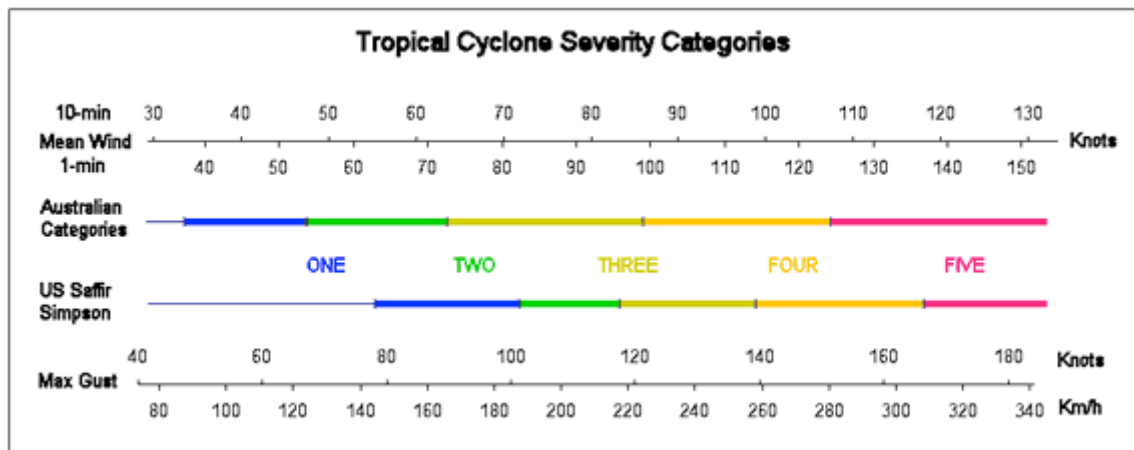 Tropical Cyclone Severity Categories
10-min
30 40 50 60 70 80 90 100 110 120 130
Mean Wind Knots
1-min
40 50 60 70 80 90 100 110 120 130 150
Australian
Categories
ONE TWO THREE FOUR FIVE
US Saffir
Simpson
40 60 80 100 120 140 160 180 Knots
Max Gust
80 100 120 140 160 180 200 220 240 260 280 300 320 340 Km/h